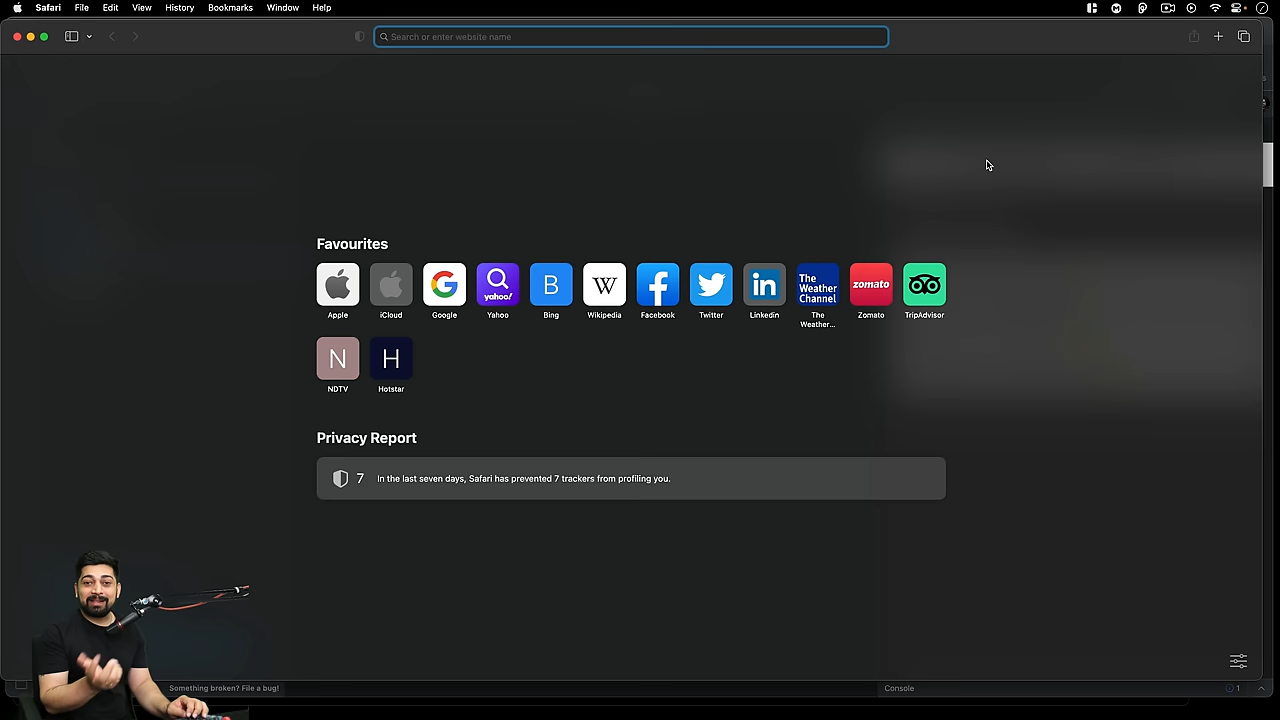 Safari File Edit View History Bookmarks Window Help
Search or enter website name
Favourites
yahoo!
B
W
in
The Weather Channel
zomato
Apple iCloud Google Yahoo Bing Wikipedia Facebook Twitter Linkedin The Weather... Zomato TripAdvisor
N H
NDTV Hotstar
Privacy Report
7 In the last seven days, Safari has prevented 7 trackers from profiling you.
Something broken? File a bug! Console 1